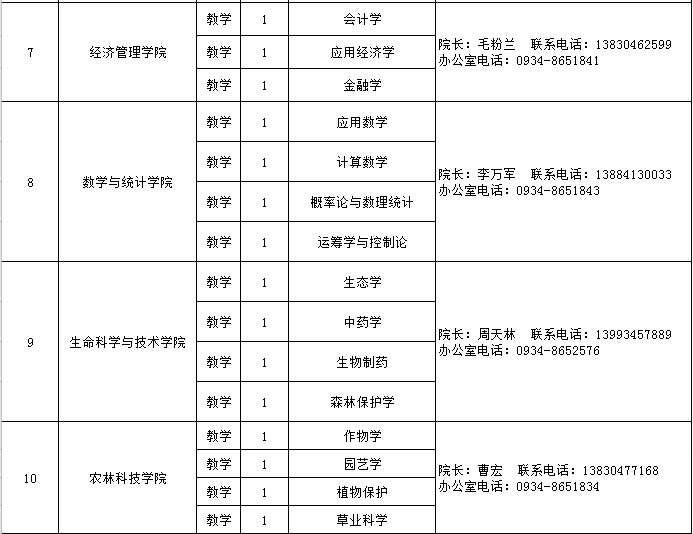 7 经济管理学院 教学 1 会计学 院长：毛粉兰 联系电话：13830462599
办公室电话：0934-8651841
教学 1 应用经济学
教学 1 金融学
8 数学与统计学院 教学 1 应用数学 院长：李万军 联系电话：13884130033
办公室电话：0934-8651843
教学 1 计算数学
教学 1 概率论与数理统计
教学 1 运筹学与控制论
9 生命科学与技术学院 教学 1 生态学 院长：周天林 联系电话：13993457889
办公室电话：0934-8652576
教学 1 中药学
教学 1 生物制药
教学 1 森林保护学
10 农林科技学院 教学 1 作物学 院长：曹宏 联系电话：13830477168
办公室电话：0934-8651834
教学 1 园艺学
教学 1 植物保护
教学 1 草业科学